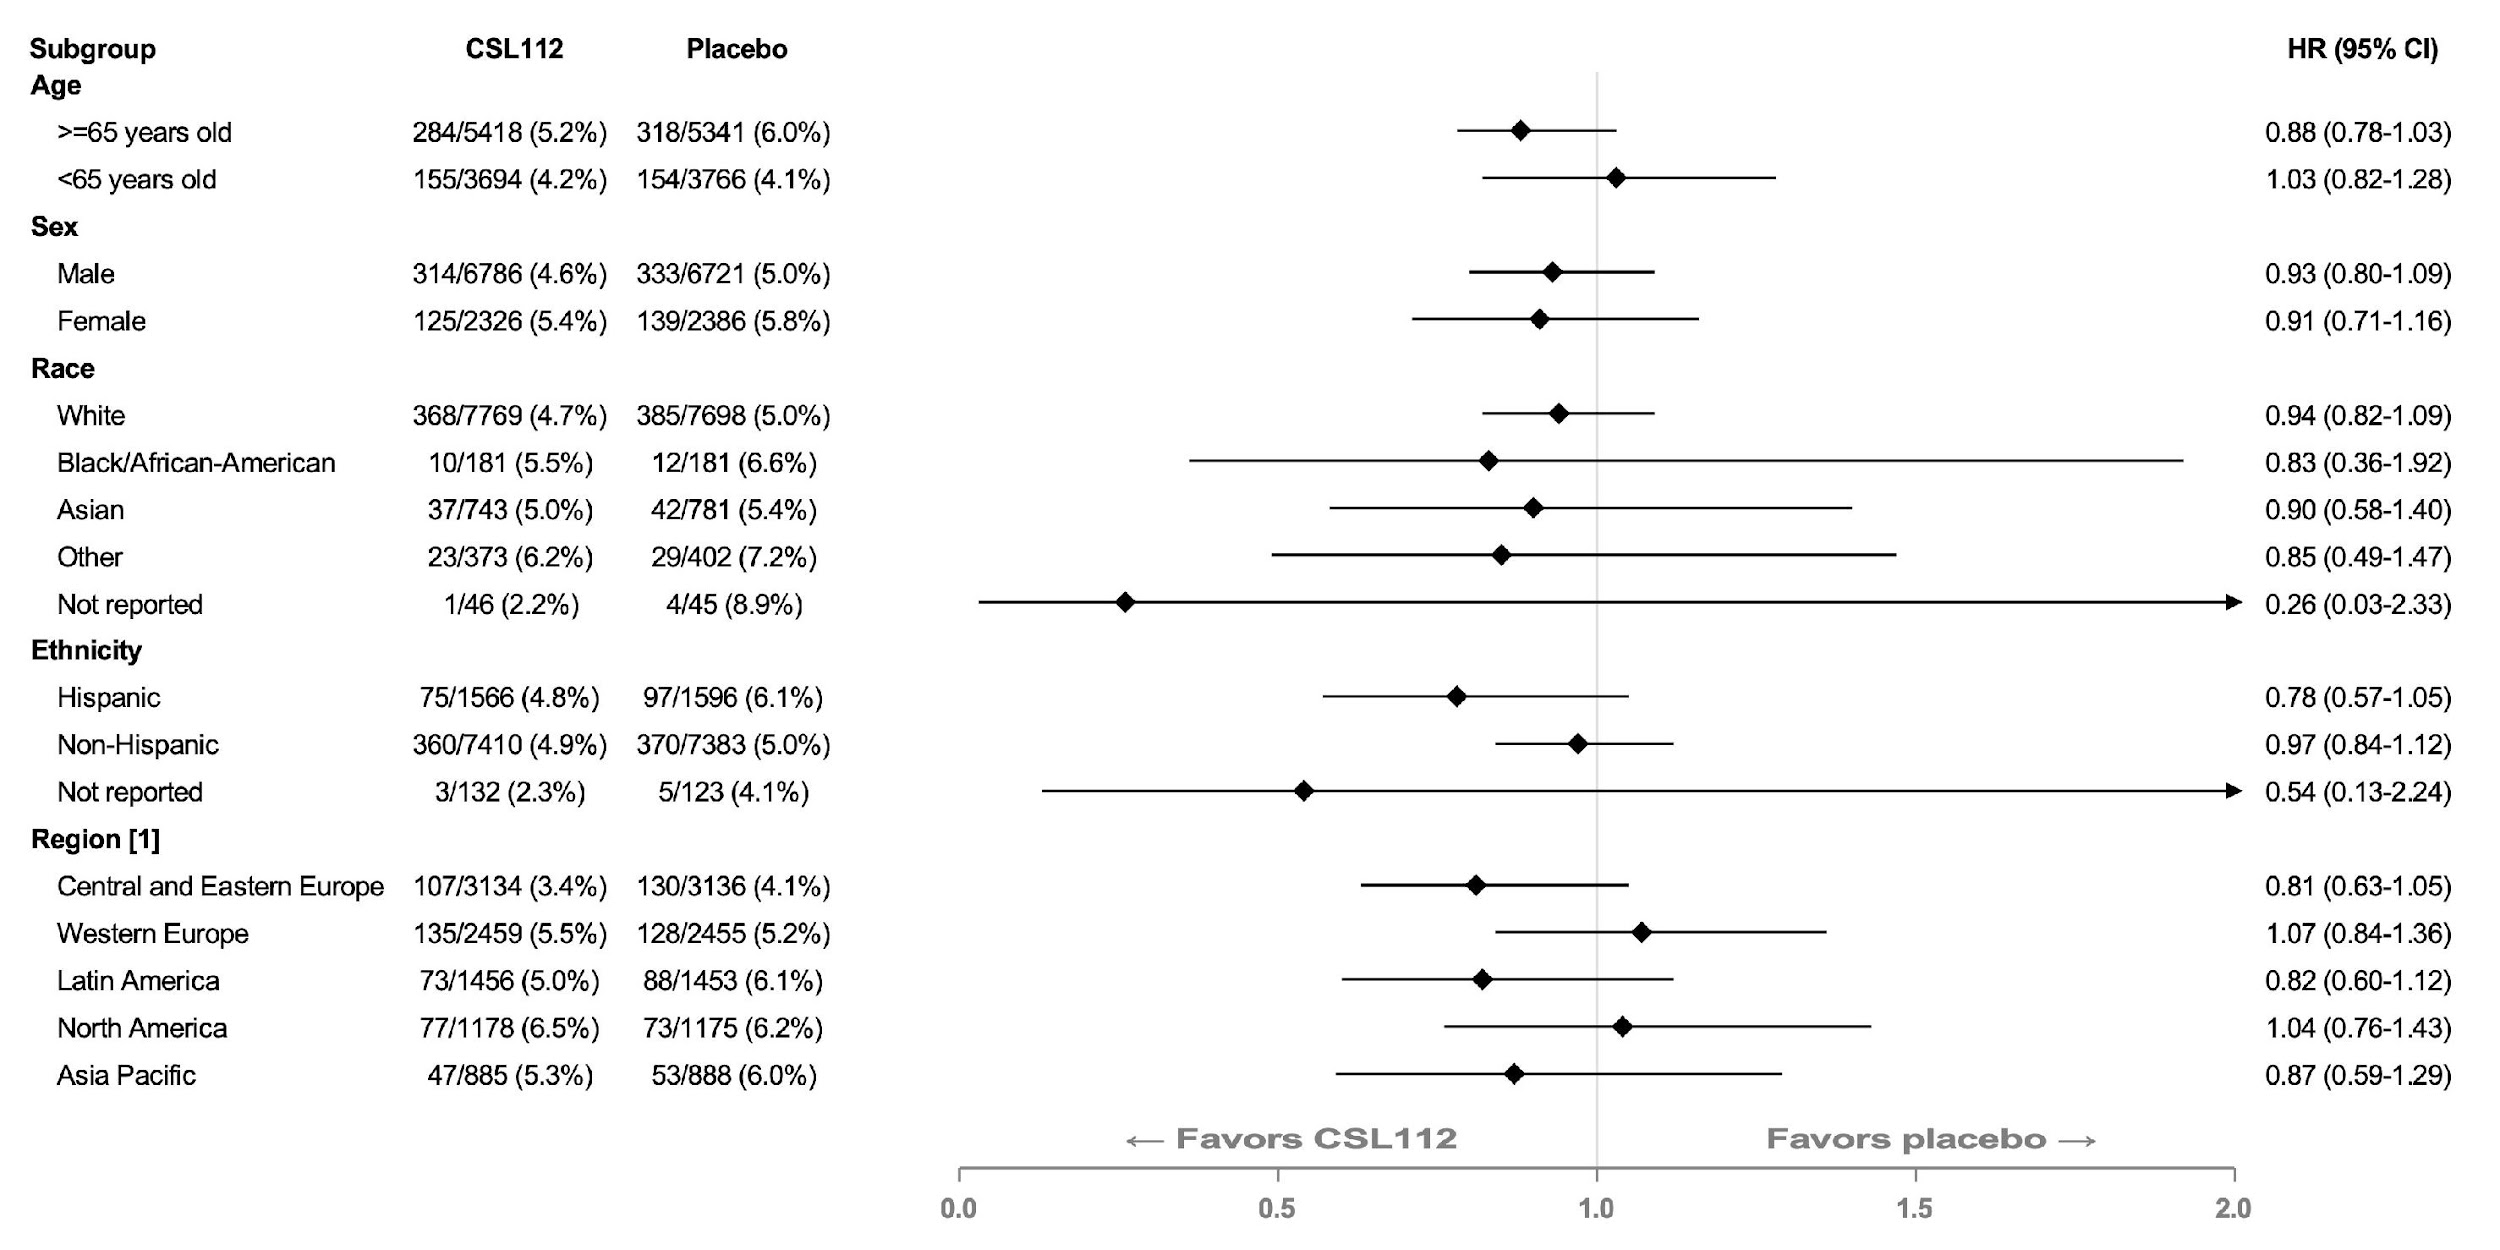 Subgroup CSL112 Placebo HR (95% CI)
Age
>=65 years old 284/5418 (5.2%) 318/5341 (6.0%) 0.88 (0.78-1.03)
<65 years old 155/3694 (4.2%) 154/3766 (4.1%) 1.03 (0.82-1.28)
Sex
Male 314/6786 (4.6%) 333/6721 (5.0%) 0.93 (0.80-1.09)
Female 125/2326 (5.4%) 139/2386 (5.8%) 0.91 (0.71-1.16)
Race
White 368/7769 (4.7%) 385/7698 (5.0%) 0.94 (0.82-1.09)
Black/African-American 10/181 (5.5%) 12/181 (6.6%) 0.83 (0.36-1.92)
Asian 37/743 (5.0%) 42/781 (5.4%) 0.90 (0.58-1.40)
Other 23/373 (6.2%) 29/402 (7.2%) 0.85 (0.49-1.47)
Not reported 1/46 (2.2%) 4/45 (8.9%) 0.26 (0.03-2.33)
Ethnicity
Hispanic 75/1566 (4.8%) 97/1596 (6.1%) 0.78 (0.57-1.05)
Non-Hispanic 360/7410 (4.9%) 370/7383 (5.0%) 0.97 (0.84-1.12)
Not reported 3/132 (2.3%) 5/123 (4.1%) 0.54 (0.13-2.24)
Region [1]
Central and Eastern Europe 107/3134 (3.4%) 130/3136 (4.1%) 0.81 (0.63-1.05)
Western Europe 135/2459 (5.5%) 128/2455 (5.2%) 1.07 (0.84-1.36)
Latin America 73/1456 (5.0%) 88/1453 (6.1%) 0.82 (0.60-1.12)
North America 77/1178 (6.5%) 73/1175 (6.2%) 1.04 (0.76-1.43)
Asia Pacific 47/885 (5.3%) 53/888 (6.0%) 0.87 (0.59-1.29)
← Favors CSL112 Favors placebo →
0.0 0.5 1.0 1.5 2.0